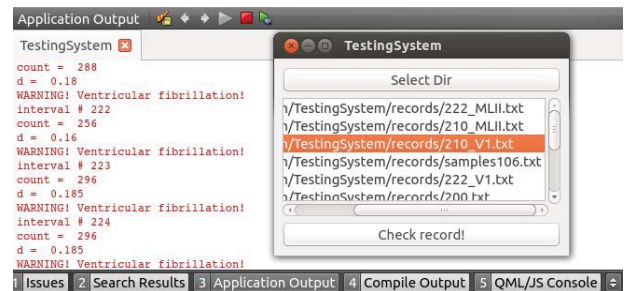 Application Output
TestingSystem
count = 288
d = 0.18
WARNING! Ventricular fibrillation!
interval # 222
count = 256
d = 0.16
WARNING! Ventricular fibrillation!
interval # 223
count = 296
d = 0.185
WARNING! Ventricular fibrillation!
interval # 224
count = 296
d = 0.185
WARNING! Ventricular fibrillation!
TestingSystem
Select Dir
/TestingSystem/records/222_MLII.txt
/TestingSystem/records/210_MLII.txt
/TestingSystem/records/210_V1.txt
/TestingSystem/records/samples106.txt
/TestingSystem/records/222_V1.txt
/TestingSystem/records/200.txt
Check record!
1 Issues 2 Search Results 3 Application Output 4 Compile Output 5 QML/JS Console